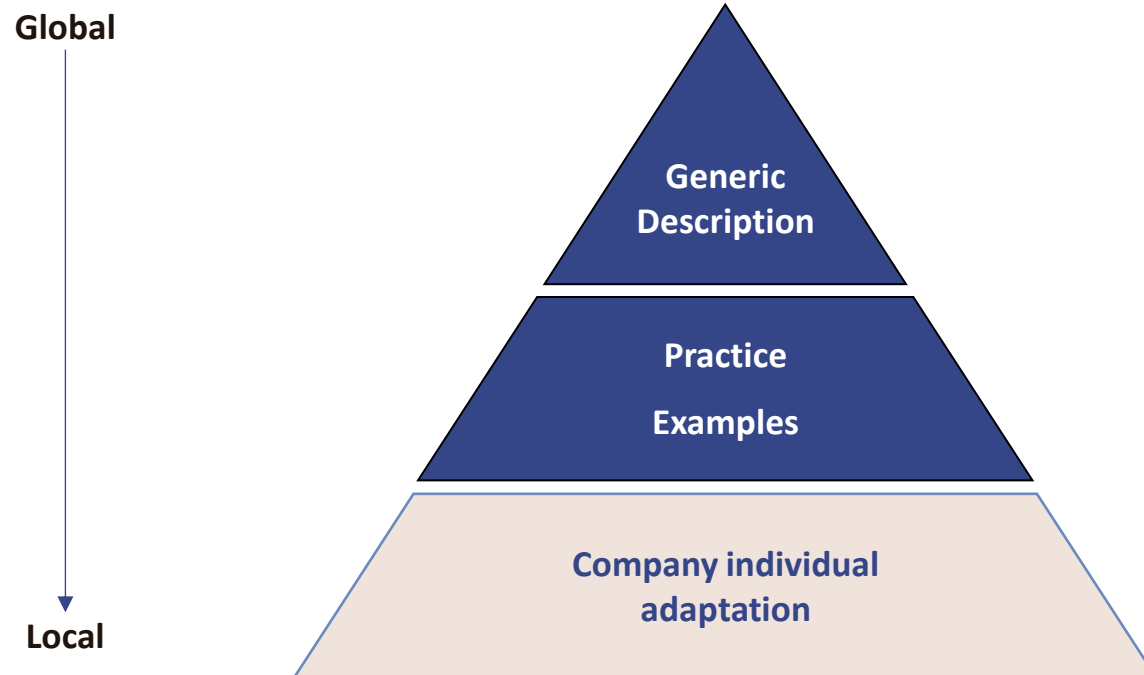 Global
Generic
Description
Practice
Examples
Company individual
adaptation
Local